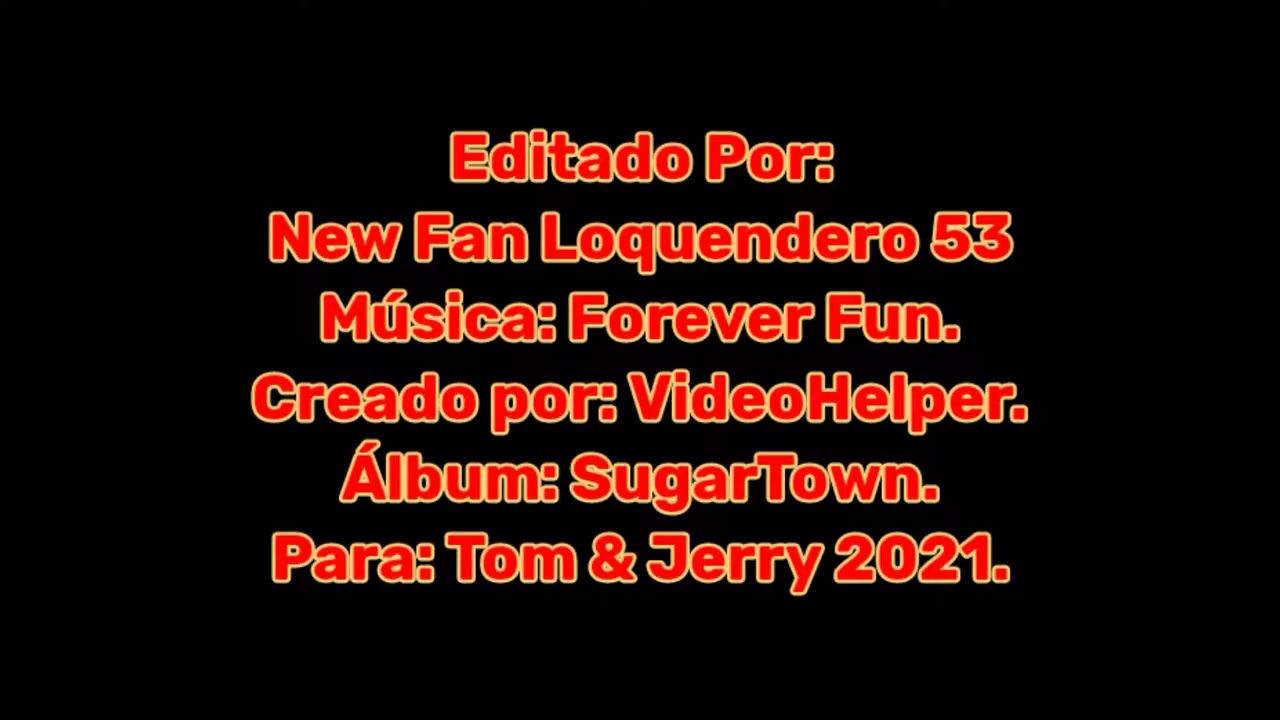 Editado Por:
New Fan Loquendero 53
Música: Forever Fun.
Creado por: VideoHelper.
Álbum: SugarTown.
Para: Tom & Jerry 2021.